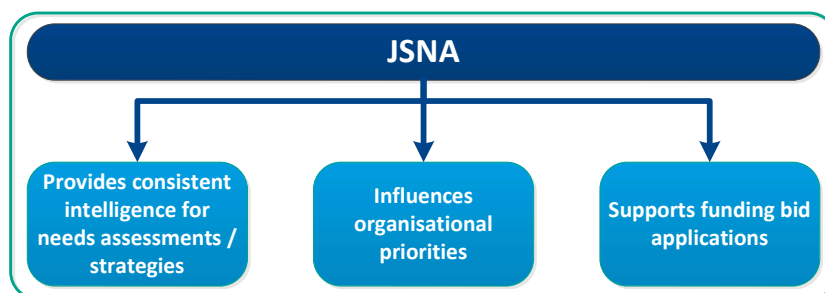 JSNA
Provides consistent
intelligence for
needs assessments /
strategies
Influences
organisational
priorities
Supports funding bid
applications